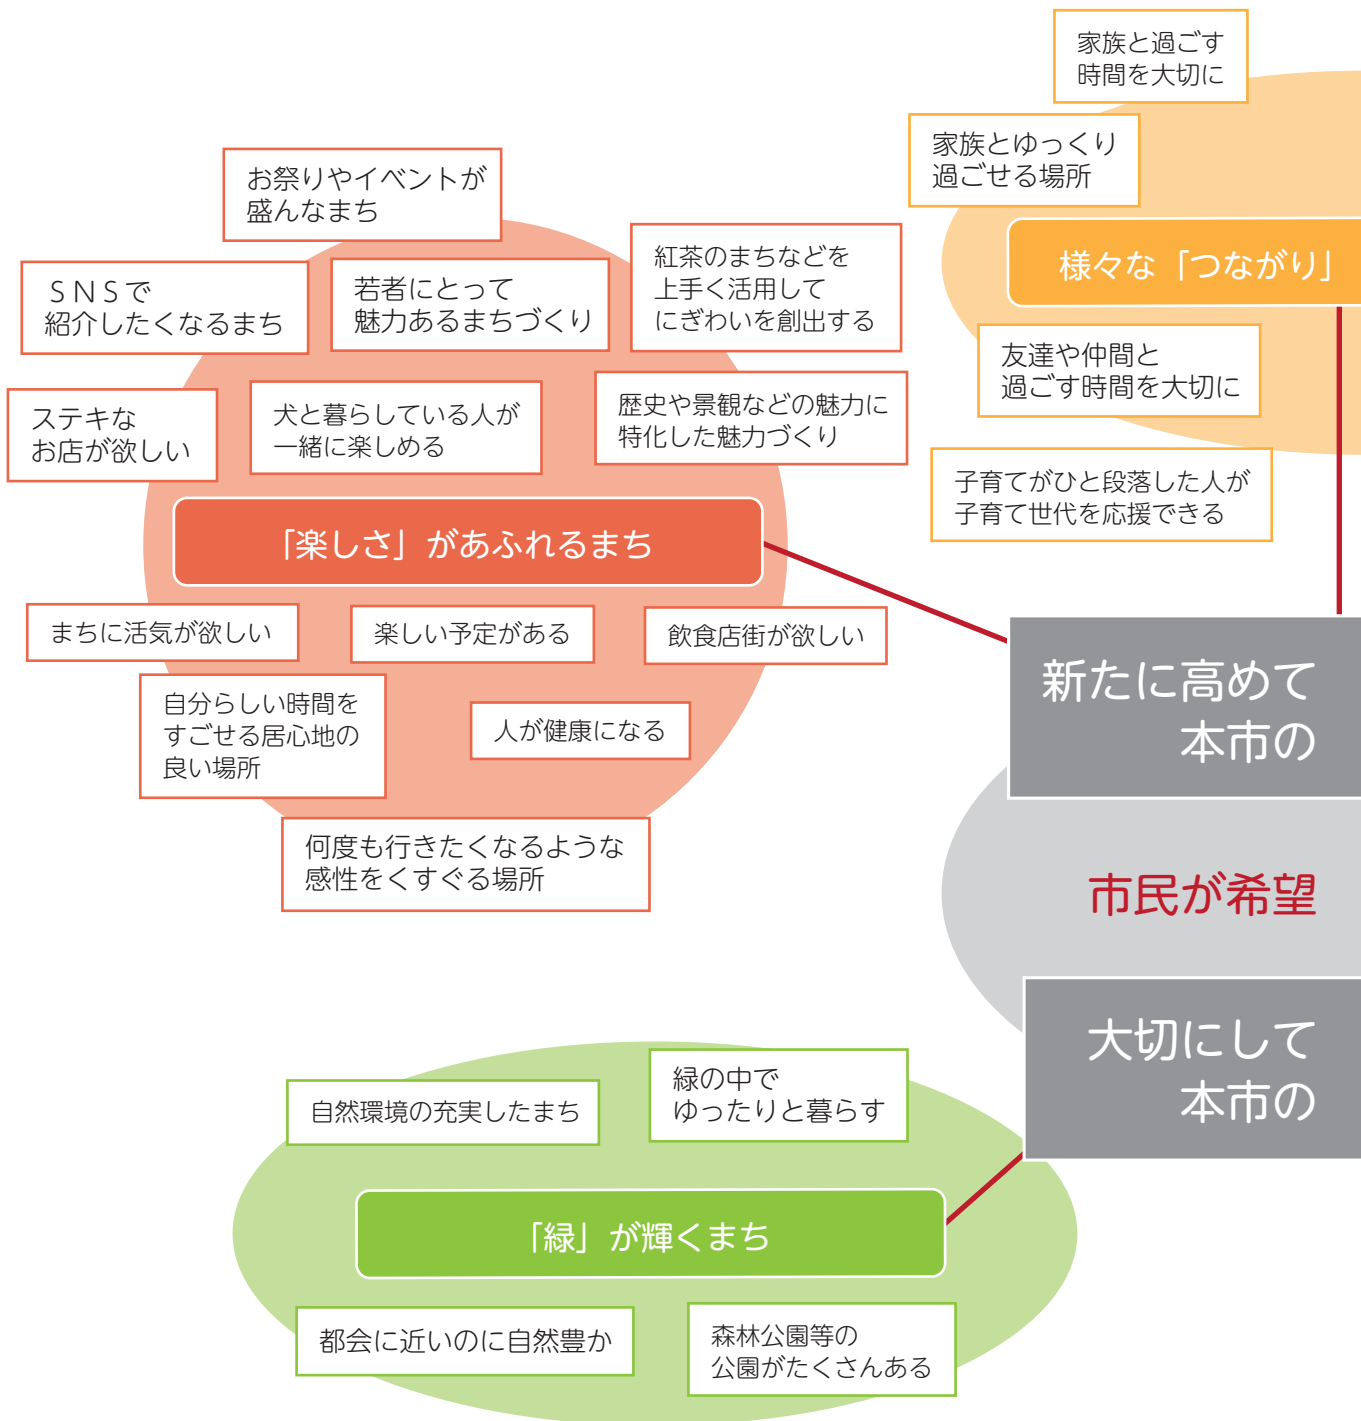 家族と過ごす
時間を大切に
家族とゆっくり
過ごせる場所
様々な「つながり」
友達や仲間と
過ごす時間を大切に
子育てがひと段落した人が
子育て世代を応援できる
お祭りやイベントが
盛んなまち
ＳＮＳで
紹介したくなるまち
若者にとって
魅力あるまちづくり
紅茶のまちなどを
上手く活用して
にぎわいを創出する
ステキな
お店が欲しい
犬と暮らしている人が
一緒に楽しめる
歴史や景観などの魅力に
特化した魅力づくり
「楽しさ」があふれるまち
まちに活気が欲しい
楽しい予定がある
飲食店街が欲しい
自分らしい時間を
すごせる居心地の
良い場所
人が健康になる
何度も行きたくなるような
感性をくすぐる場所
新たに高めて
本市の
市民が希望
大切にして
本市の
自然環境の充実したまち
緑の中で
ゆったりと暮らす
「緑」が輝くまち
都会に近いのに自然豊か
森林公園等の
公園がたくさんある